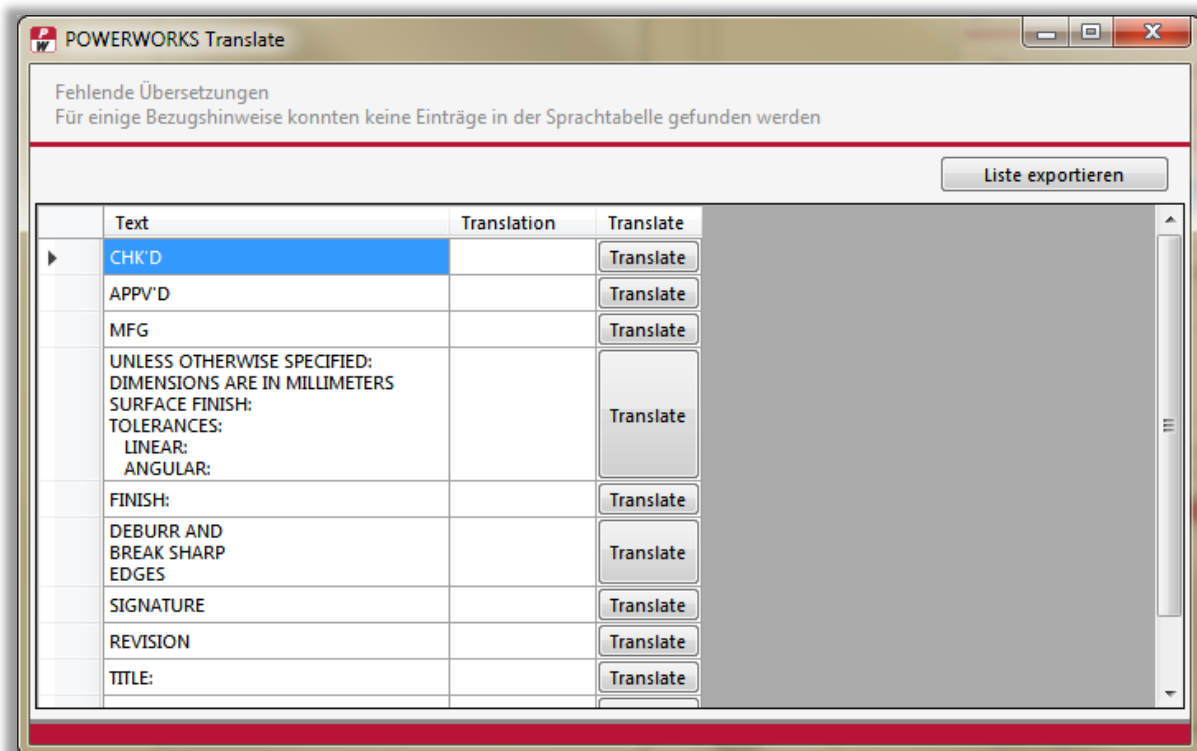 POWERWORKS Translate
Fehlende Übersetzungen
Für einige Bezugshinweise konnten keine Einträge in der Sprachtabelle gefunden werden
Liste exportieren
Text Translation Translate
CHK'D Translate
APPV'D Translate
MFG Translate
UNLESS OTHERWISE SPECIFIED:
DIMENSIONS ARE IN MILLIMETERS
SURFACE FINISH:
TOLERANCES:
LINEAR:
ANGULAR:
Translate
FINISH: Translate
DEBURR AND
BREAK SHARP
EDGES
Translate
SIGNATURE Translate
REVISION Translate
TITLE: Translate